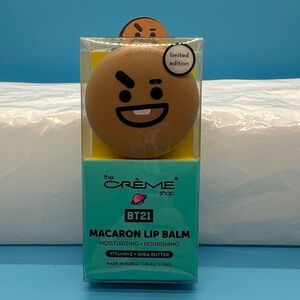 limited
edition
the
CRÈME
shop
BT21
MACARON LIP BALM
MOISTURIZING • NOURISHING
VITAMIN E + SHEA BUTTER
MADE IN KOREA • CRUELTY-FREE